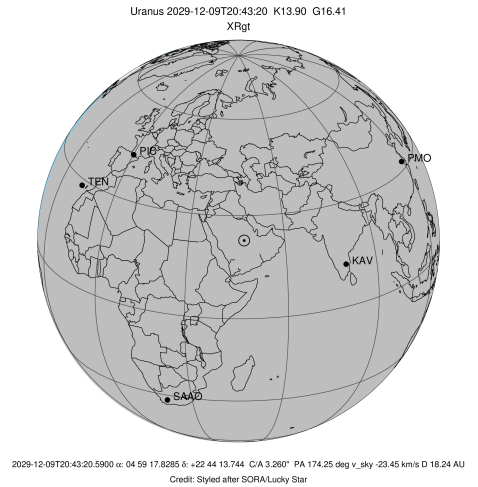 Uranus 2029-12-09T20:43:20 K13.90 G16.41
XRgt
PIC
TEN
PMO
KAV
SAAO
2029-12-09T20:43:20.5900 α: 04 59 17.8285 δ: +22 44 13.744 C/A 3.260" PA 174.25 deg v_sky -23.45 km/s D 18.24 AU
Credit: Styled after SORA/Lucky Star